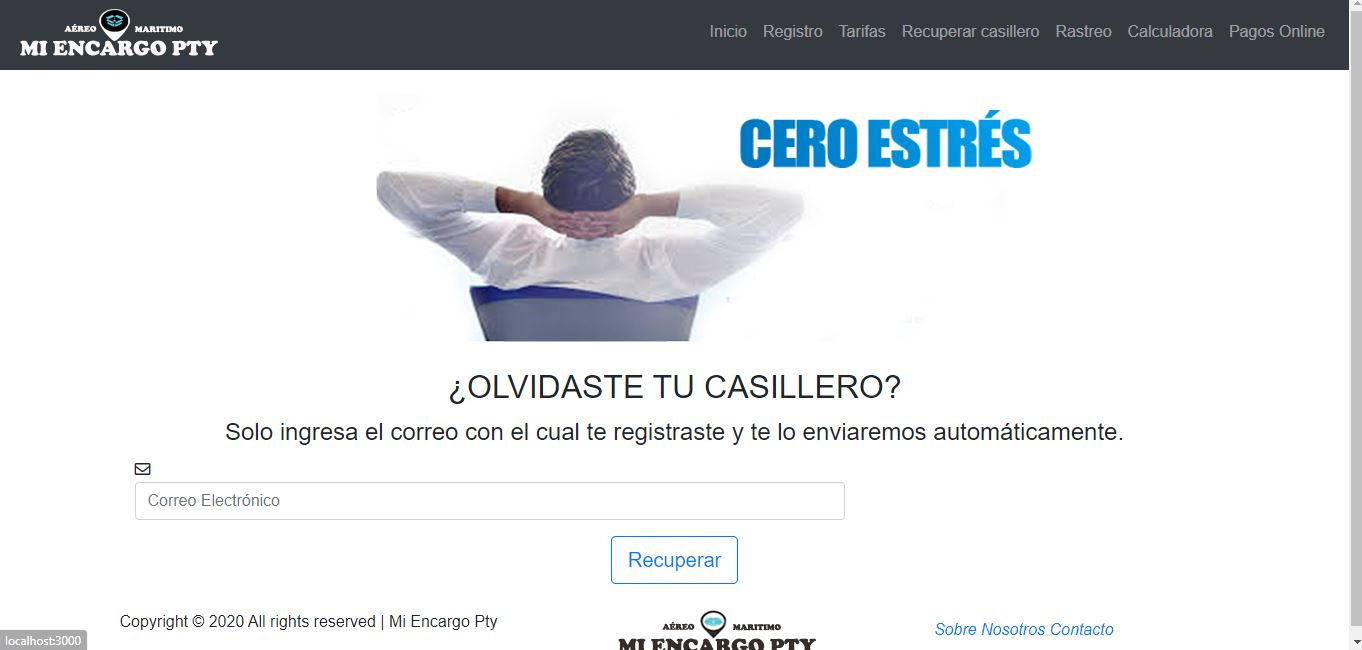 AÉREO MARITIMO
MI ENCARGO PTY
Inicio Registro Tarifas Recuperar casillero Rastreo Calculadora Pagos Online
CERO ESTRÉS
¿OLVIDASTE TU CASILLERO?
Solo ingresa el correo con el cual te registraste y te lo enviaremos automáticamente.
Correo Electrónico
Recuperar
Copyright © 2020 All rights reserved | Mi Encargo Pty
AÉREO MARITIMO
MI ENCARGO PTY
Sobre Nosotros Contacto
localhost:3000